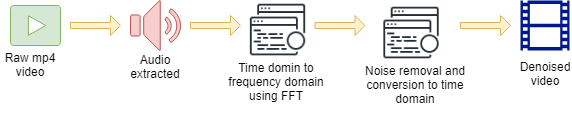 Raw mp4
video
Audio
extracted
Time domin to
frequency domain
using FFT
Noise removal and
conversion to time
domain
Denoised
video